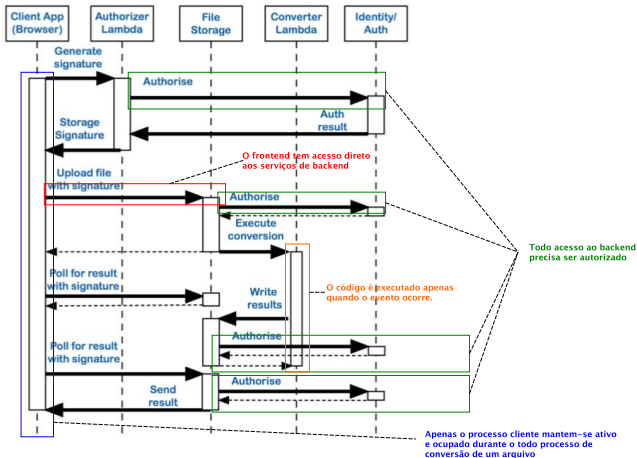 Client App
(Browser)
Authorizer
Lambda
File
Storage
Converter
Lambda
Identity/
Auth
Generate
signature
Authorise
Auth
result
Storage
Signature
O frontend tem acesso direto
aos serviços de backend
Upload file
with signature
Authorise
Execute
conversion
Todo acesso ao backend
precisa ser autorizado
Poll for result
with signature
Write
results
O código é executado apenas
quando o evento ocorre.
Authorise
Poll for result
with signature
Authorise
Send
result
Apenas o processo cliente mantem-se ativo
e ocupado durante o todo processo de
conversão de um arquivo